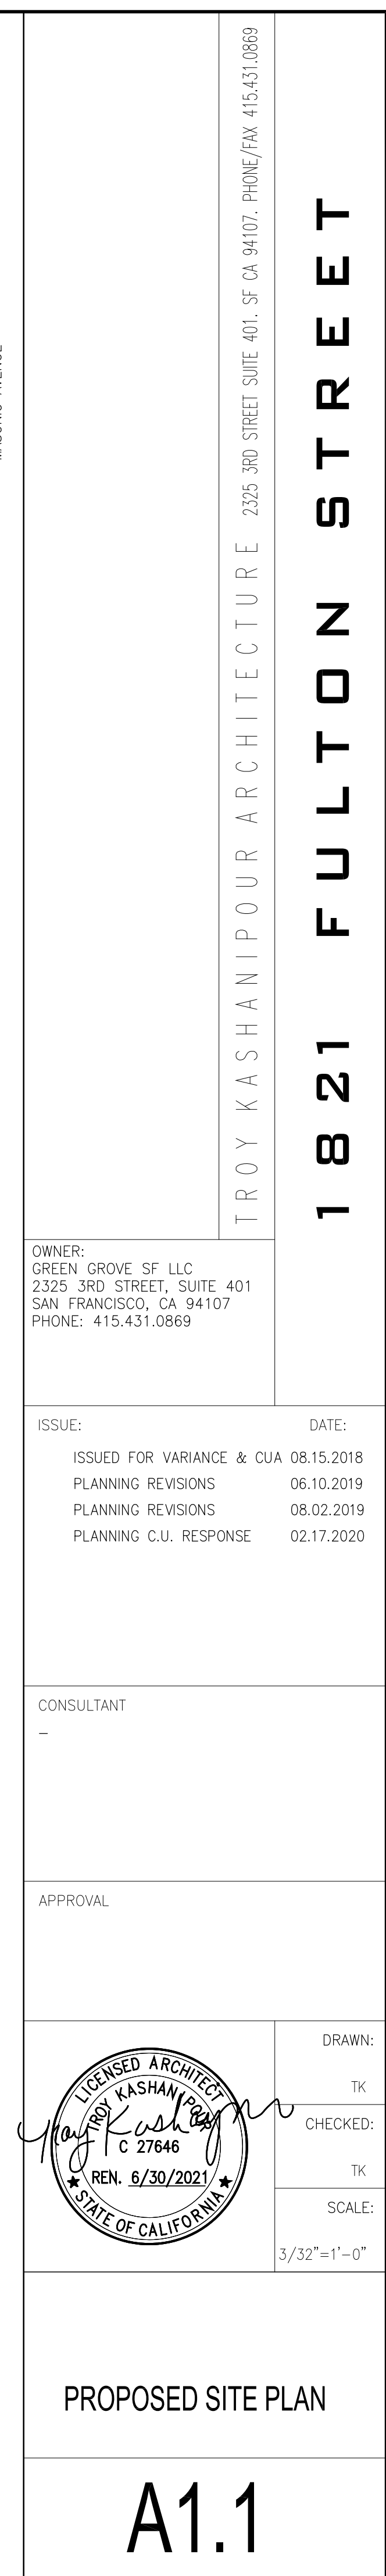 2325 3RD STREET SUITE 401. SF CA 94107. PHONE/FAX 415.431.0869
TROY KASHANIPOUR ARCHITECTURE
1821 FULTON STREET
OWNER:
GREEN GROVE SF LLC
2325 3RD STREET, SUITE 401
SAN FRANCISCO, CA 94107
PHONE: 415.431.0869
ISSUE: DATE:
ISSUED FOR VARIANCE & CUA 08.15.2018
PLANNING REVISIONS 06.10.2019
PLANNING REVISIONS 08.02.2019
PLANNING C.U. RESPONSE 02.17.2020
CONSULTANT
–
APPROVAL
LICENSED ARCHITECT
TROY KASHANIPOUR
C 27646
REN. 6/30/2021
STATE OF CALIFORNIA
DRAWN:
TK
CHECKED:
TK
SCALE:
3/32"=1'-0"
PROPOSED SITE PLAN
A1.1